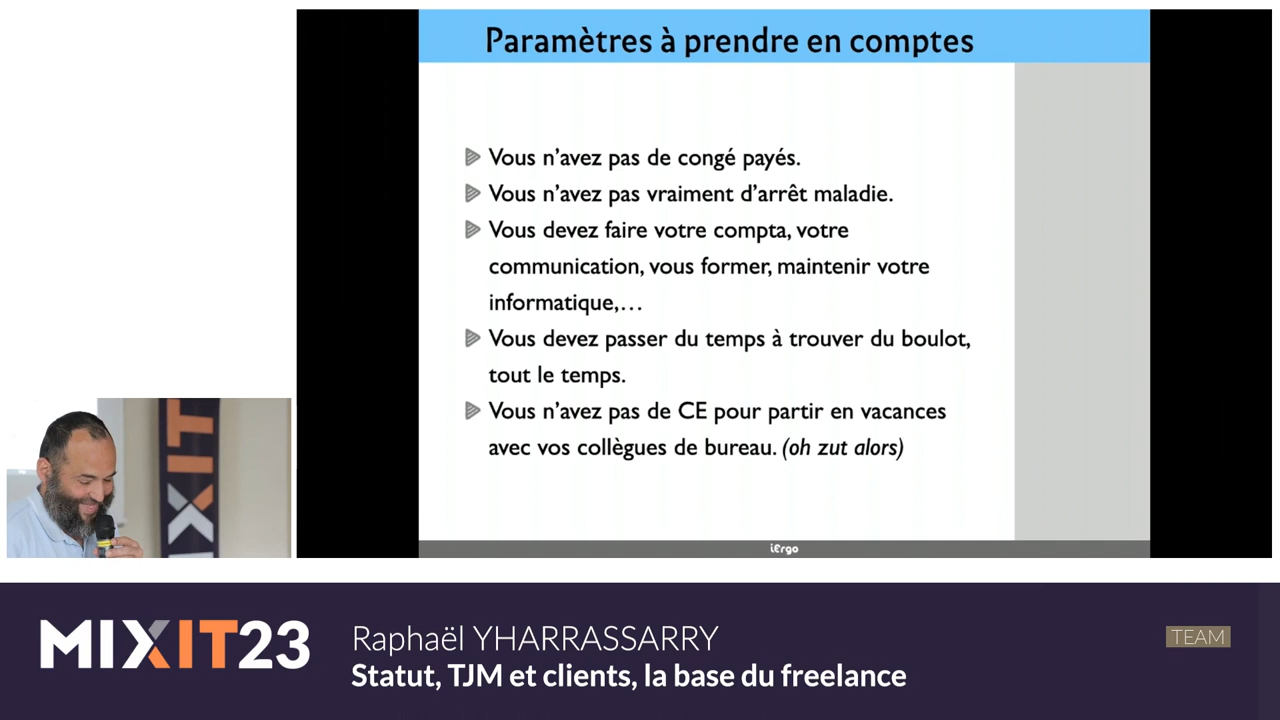 Paramètres à prendre en comptes
Vous n'avez pas de congé payés.
Vous n'avez pas vraiment d'arrêt maladie.
Vous devez faire votre compta, votre
communication, vous former, maintenir votre
informatique,…
Vous devez passer du temps à trouver du boulot,
tout le temps.
Vous n'avez pas de CE pour partir en vacances
avec vos collègues de bureau. (oh zut alors)
iErgo
MIXIT
MIXIT23
Raphaël YHARRASSARRY
Statut, TJM et clients, la base du freelance
TEAM